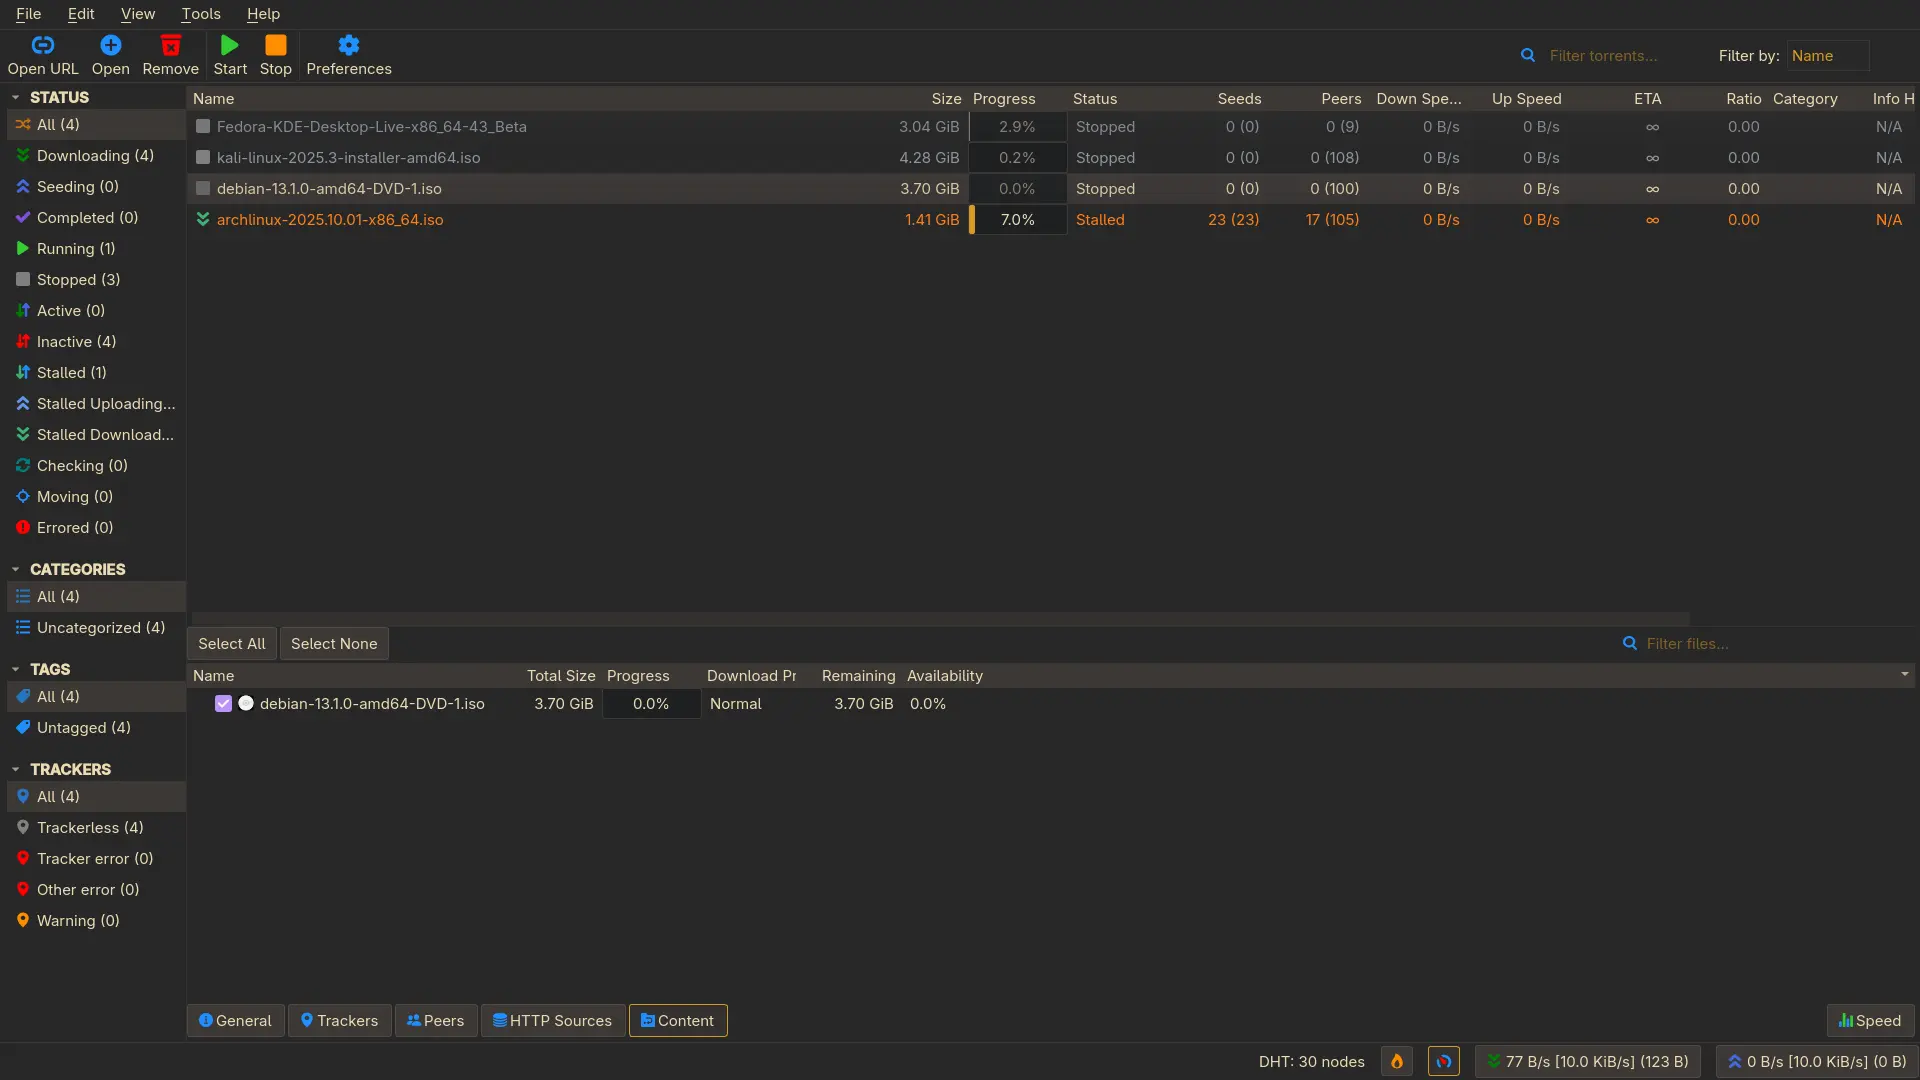 File Edit View Tools Help
Open URL Open Remove Start Stop Preferences Filter torrents... Filter by: Name
STATUS
All (4)
Downloading (4)
Seeding (0)
Completed (0)
Running (1)
Stopped (3)
Active (0)
Inactive (4)
Stalled (1)
Stalled Uploading...
Stalled Download...
Checking (0)
Moving (0)
Errored (0)
CATEGORIES
All (4)
Uncategorized (4)
TAGS
All (4)
Untagged (4)
TRACKERS
All (4)
Trackerless (4)
Tracker error (0)
Other error (0)
Warning (0)
Name Size Progress Status Seeds Peers Down Spe... Up Speed ETA Ratio Category Info H
Fedora-KDE-Desktop-Live-x86_64-43_Beta 3.04 GiB 2.9% Stopped 0 (0) 0 (9) 0 B/s 0 B/s ∞ 0.00 N/A
kali-linux-2025.3-installer-amd64.iso 4.28 GiB 0.2% Stopped 0 (0) 0 (108) 0 B/s 0 B/s ∞ 0.00 N/A
debian-13.1.0-amd64-DVD-1.iso 3.70 GiB 0.0% Stopped 0 (0) 0 (100) 0 B/s 0 B/s ∞ 0.00 N/A
archlinux-2025.10.01-x86_64.iso 1.41 GiB 7.0% Stalled 23 (23) 17 (105) 0 B/s 0 B/s ∞ 0.00 N/A
Select All Select None Filter files...
Name Total Size Progress Download Pr Remaining Availability
debian-13.1.0-amd64-DVD-1.iso 3.70 GiB 0.0% Normal 3.70 GiB 0.0%
General Trackers Peers HTTP Sources Content Speed
DHT: 30 nodes 77 B/s [10.0 KiB/s] (123 B) 0 B/s [10.0 KiB/s] (0 B)